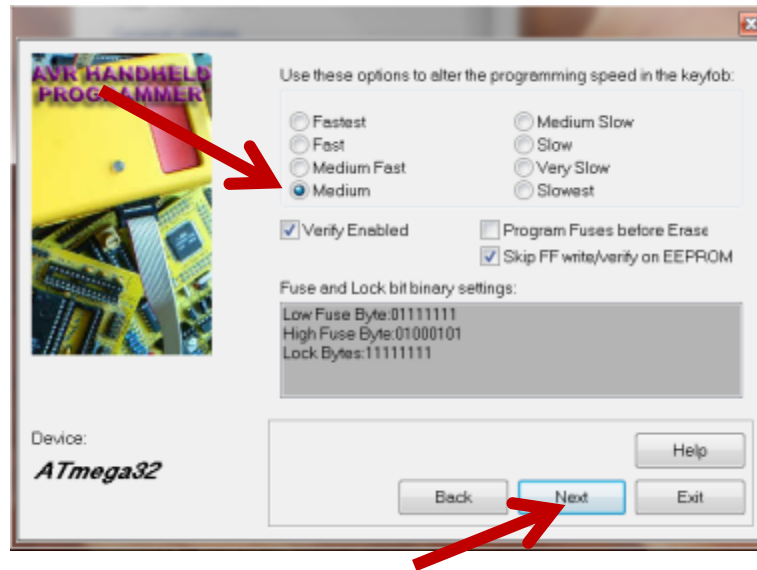 AVR HANDHELD
PROGRAMMER
Use these options to alter the programming speed in the keyfob:
Fastest
Medium Slow
Fast
Slow
Medium Fast
Very Slow
Medium
Slowest
Verify Enabled
Program Fuses before Erase
Skip FF write/verify on EEPROM
Fuse and Lock bit binary settings:
Low Fuse Byte:01111111
High Fuse Byte:01000101
Lock Bytes:11111111
Device:
ATmega32
Help
Back
Next
Exit